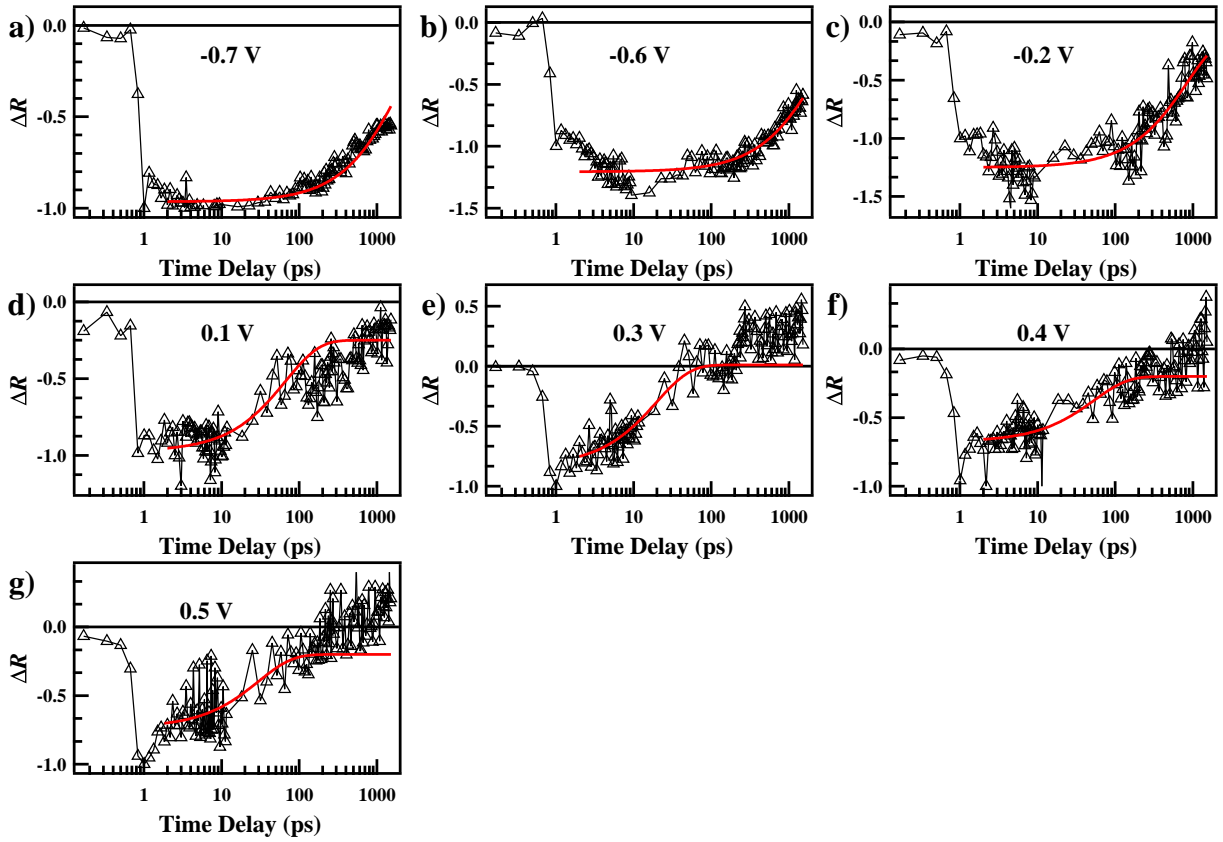 a)
-0.7 V
0.0
-0.5
-1.0
ΔR
1 10 100 1000
Time Delay (ps)
b)
-0.6 V
0.0
-0.5
-1.0
-1.5
ΔR
1 10 100 1000
Time Delay (ps)
c)
-0.2 V
0.0
-0.5
-1.0
-1.5
ΔR
1 10 100 1000
Time Delay (ps)
d)
0.1 V
0.0
-0.5
-1.0
ΔR
1 10 100 1000
Time Delay (ps)
e)
0.3 V
0.5
0.0
-0.5
-1.0
ΔR
1 10 100 1000
Time Delay (ps)
f)
0.4 V
0.0
-0.5
-1.0
ΔR
1 10 100 1000
Time Delay (ps)
g)
0.5 V
0.0
-0.5
-1.0
ΔR
1 10 100 1000
Time Delay (ps)